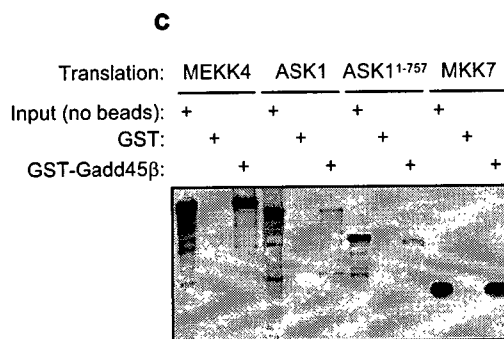 c
Translation: MEKK4 ASK1 ASK1¹⁻⁷⁵⁷ MKK7
Input (no beads): + + + +
GST: + + + +
GST-Gadd45β: + + + +